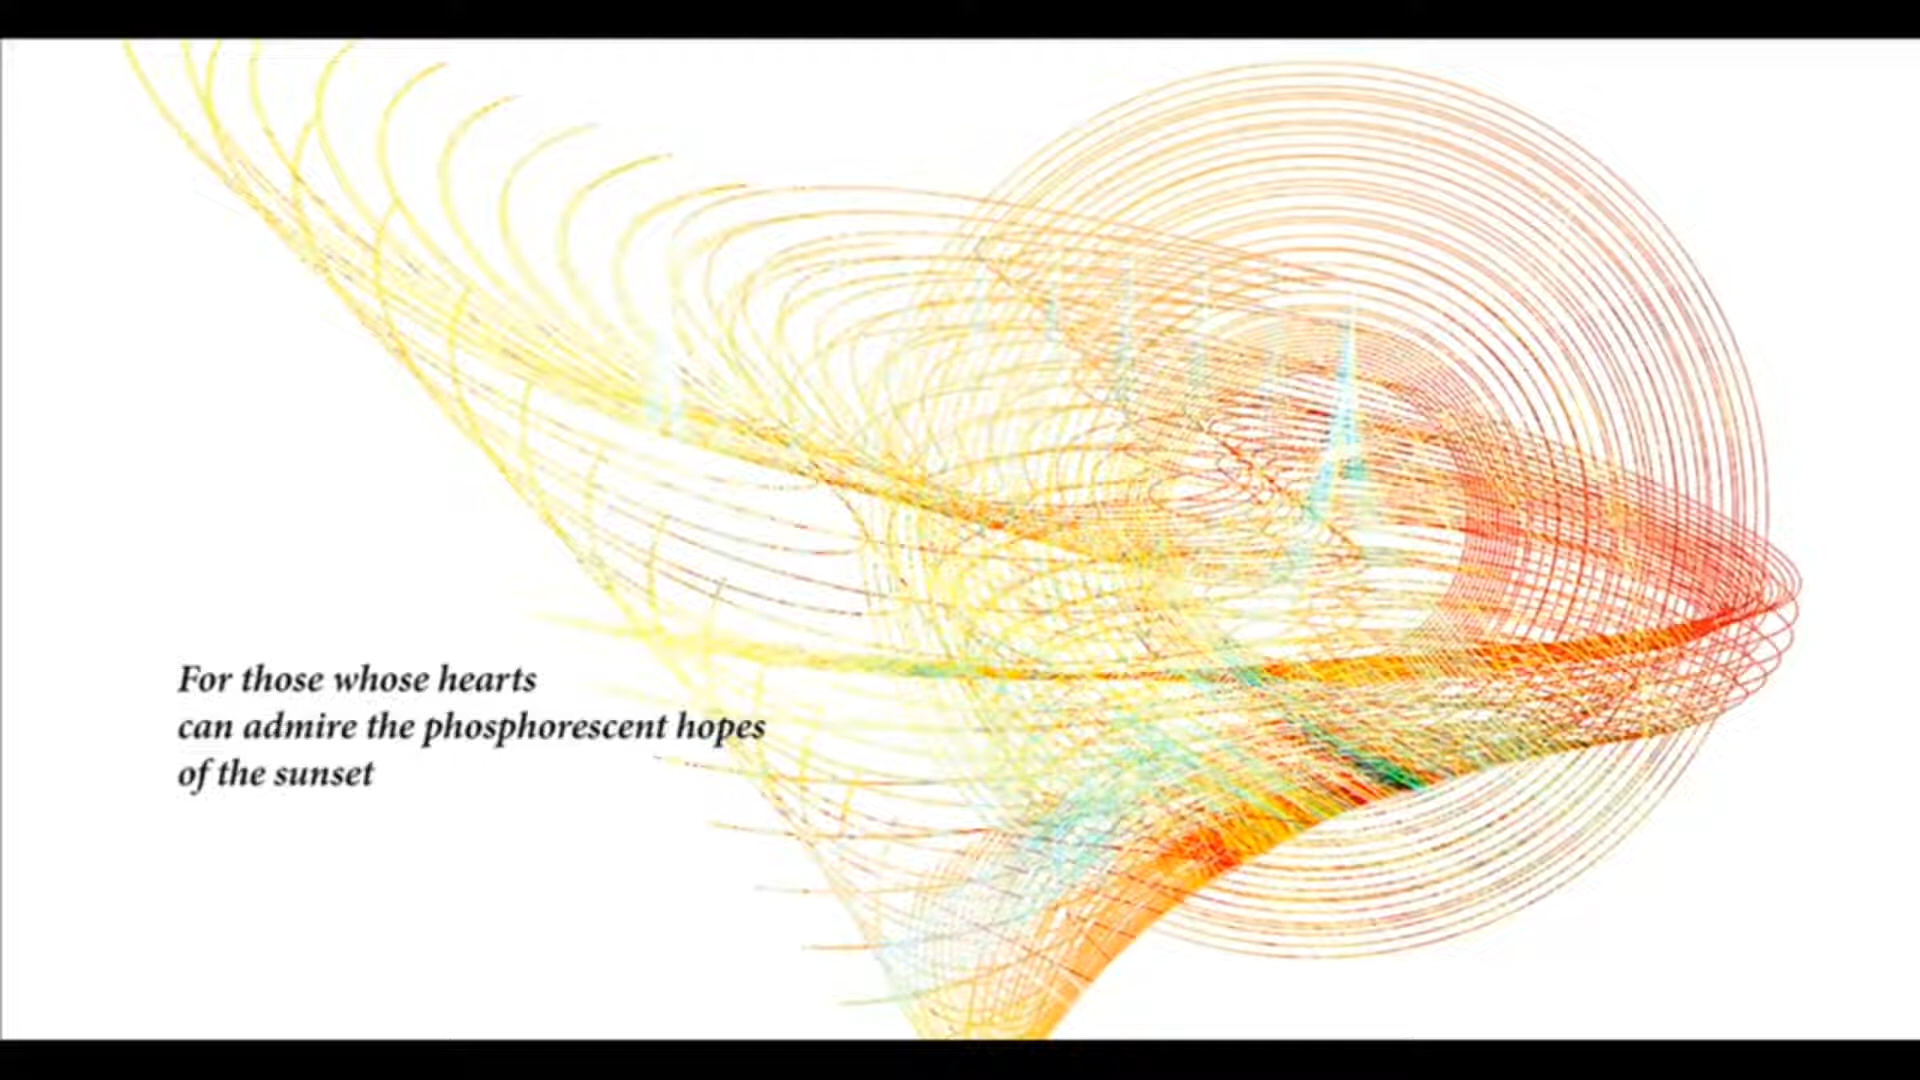 For those whose hearts
can admire the phosphorescent hopes
of the sunset